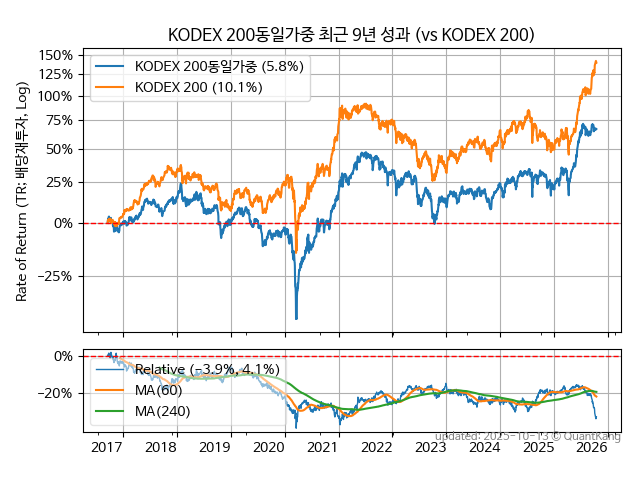 KODEX 200동일가중 최근 9년 성과 (vs KODEX 200)
150%
125%
100%
75%
50%
25%
0%
−25%
Rate of Return (TR: 배당재투자, Log)
KODEX 200동일가중 (5.8%)
KODEX 200 (10.1%)
0%
−20%
Relative (−3.9%, 4.1%)
MA(60)
MA(240)
updated: 2025-10-13 © QuantKang
2017 2018 2019 2020 2021 2022 2023 2024 2025 2026